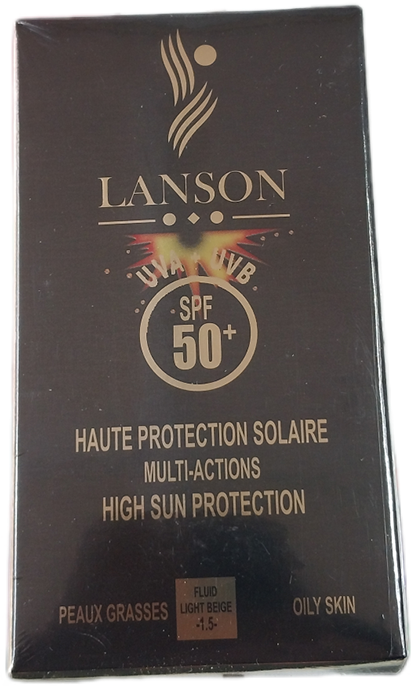 LANSON
UVA + UVB
SPF
50+
HAUTE PROTECTION SOLAIRE
MULTI-ACTIONS
HIGH SUN PROTECTION
PEAUX GRASSES
FLUID
LIGHT BEIGE
-1.5-
OILY SKIN